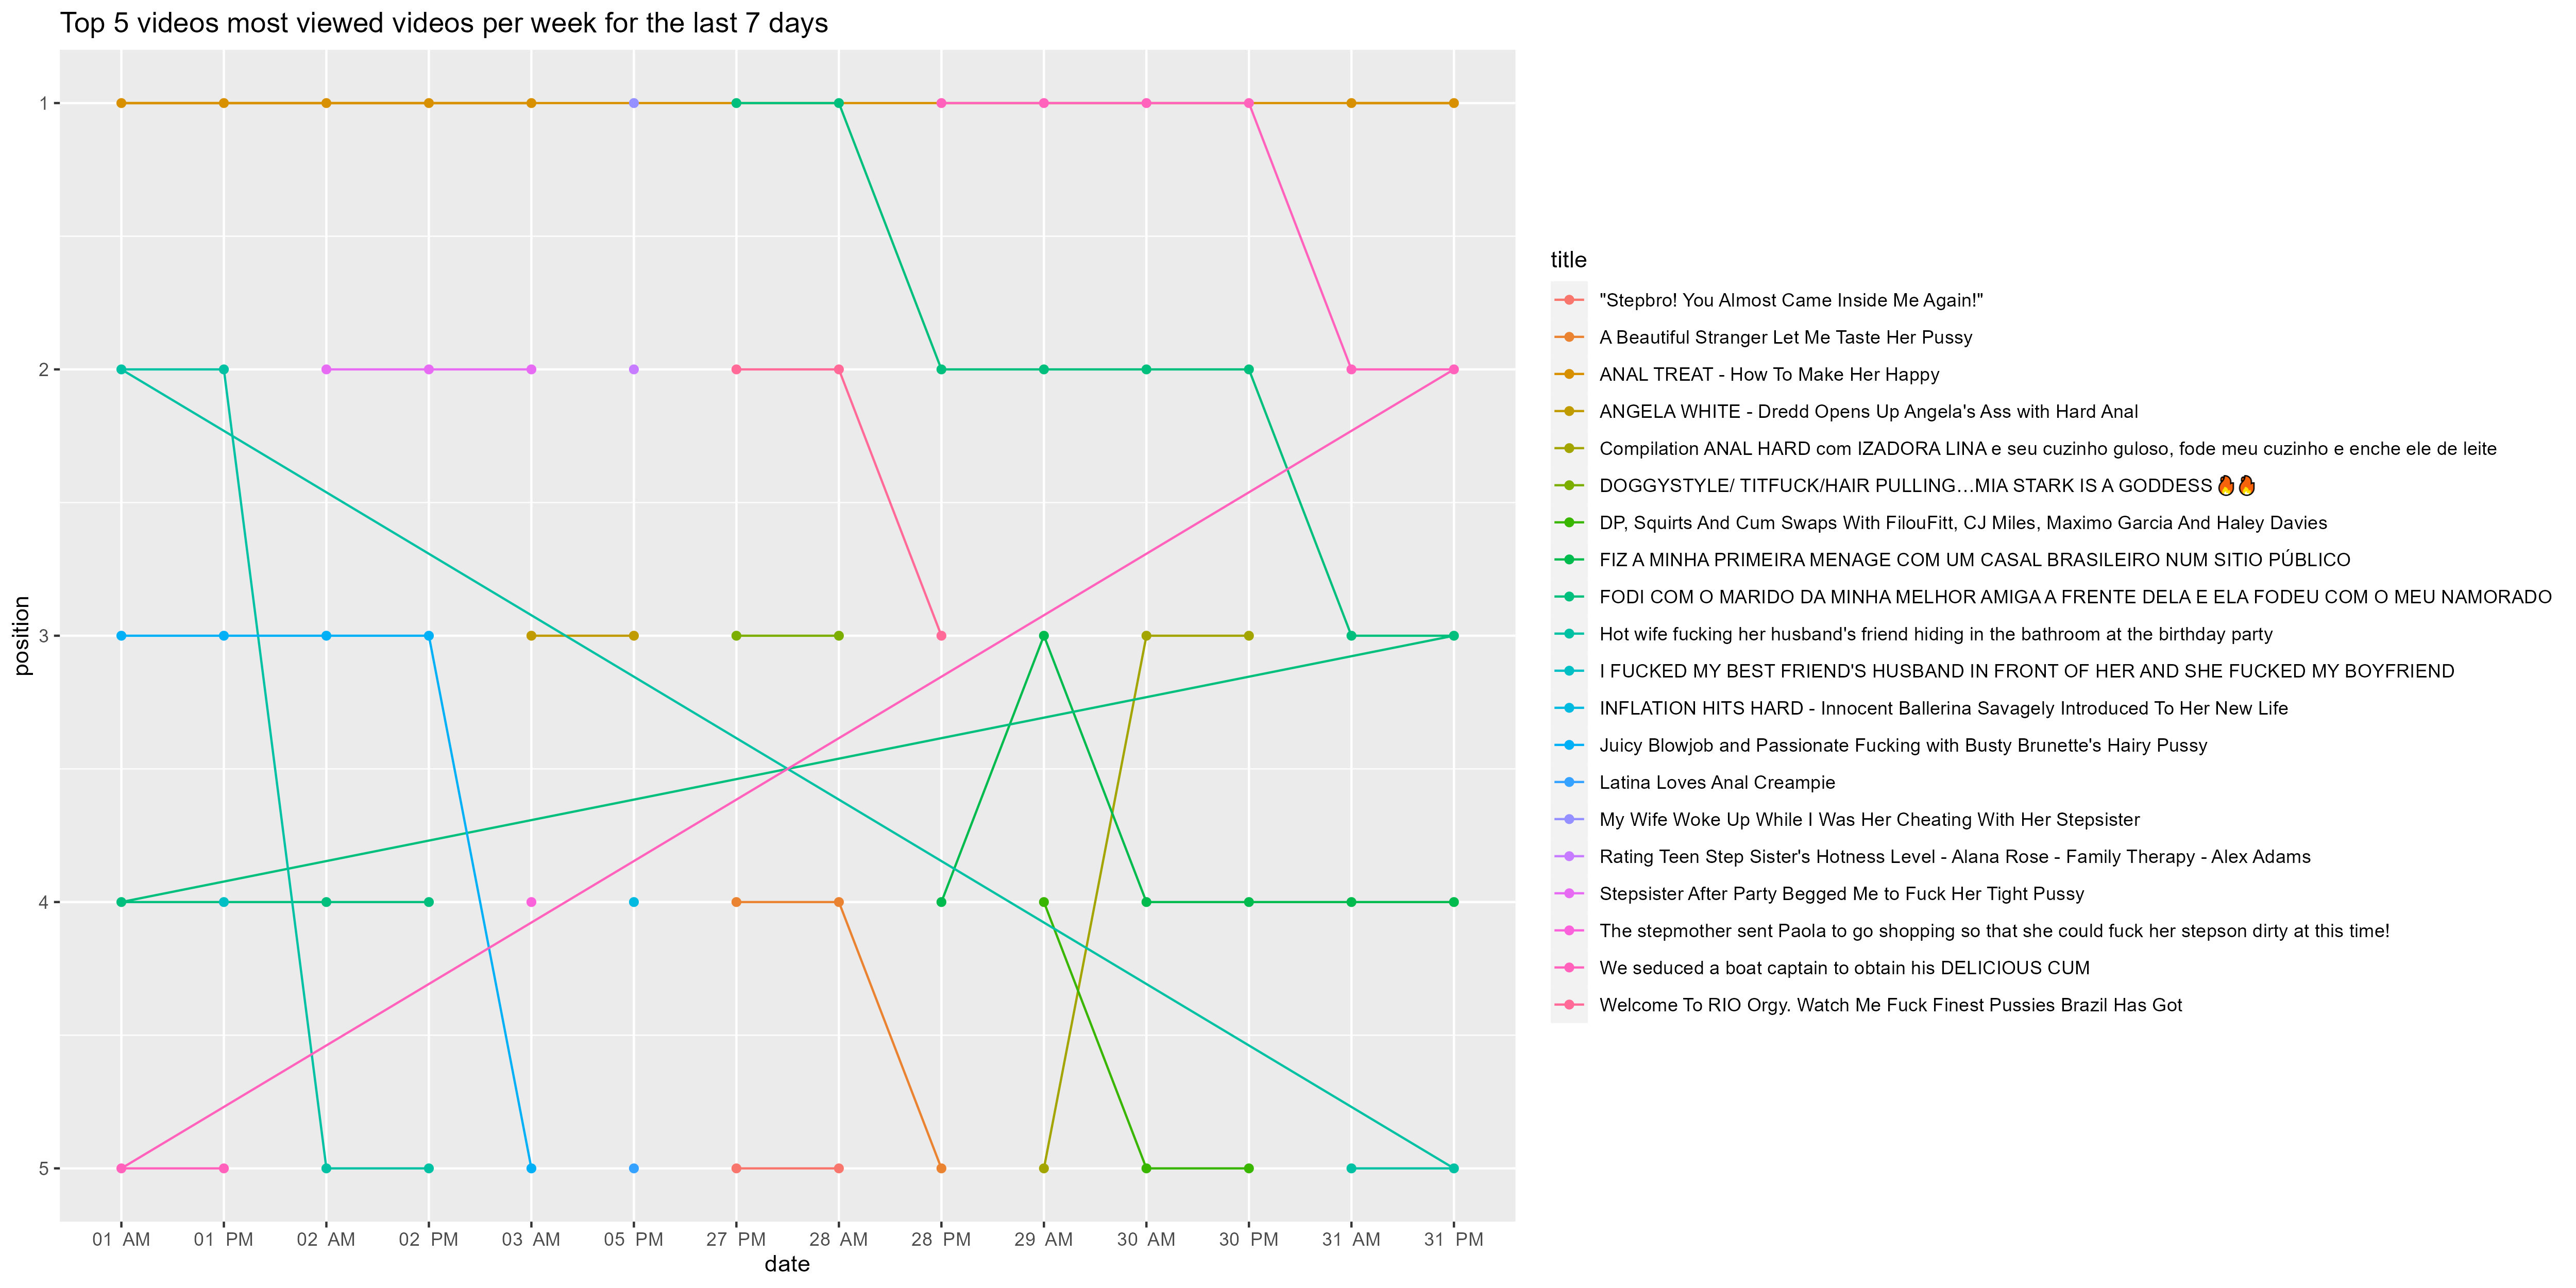 Top 5 videos most viewed videos per week for the last 7 days
position
1
2
3
4
5
01 AM 01 PM 02 AM 02 PM 03 AM 05 PM 27 PM 28 AM 28 PM 29 AM 30 AM 30 PM 31 AM 31 PM
date
title
"Stepbro! You Almost Came Inside Me Again!"
A Beautiful Stranger Let Me Taste Her Pussy
ANAL TREAT - How To Make Her Happy
ANGELA WHITE - Dredd Opens Up Angela's Ass with Hard Anal
Compilation ANAL HARD com IZADORA LINA e seu cuzinho guloso, fode meu cuzinho e enche ele de leite
DOGGYSTYLE/ TITFUCK/HAIR PULLING…MIA STARK IS A GODDESS 🔥🔥
DP, Squirts And Cum Swaps With FilouFitt, CJ Miles, Maximo Garcia And Haley Davies
FIZ A MINHA PRIMEIRA MENAGE COM UM CASAL BRASILEIRO NUM SITIO PÚBLICO
FODI COM O MARIDO DA MINHA MELHOR AMIGA A FRENTE DELA E ELA FODEU COM O MEU NAMORADO
Hot wife fucking her husband's friend hiding in the bathroom at the birthday party
I FUCKED MY BEST FRIEND'S HUSBAND IN FRONT OF HER AND SHE FUCKED MY BOYFRIEND
INFLATION HITS HARD - Innocent Ballerina Savagely Introduced To Her New Life
Juicy Blowjob and Passionate Fucking with Busty Brunette's Hairy Pussy
Latina Loves Anal Creampie
My Wife Woke Up While I Was Her Cheating With Her Stepsister
Rating Teen Step Sister's Hotness Level - Alana Rose - Family Therapy - Alex Adams
Stepsister After Party Begged Me to Fuck Her Tight Pussy
The stepmother sent Paola to go shopping so that she could fuck her stepson dirty at this time!
We seduced a boat captain to obtain his DELICIOUS CUM
Welcome To RIO Orgy. Watch Me Fuck Finest Pussies Brazil Has Got